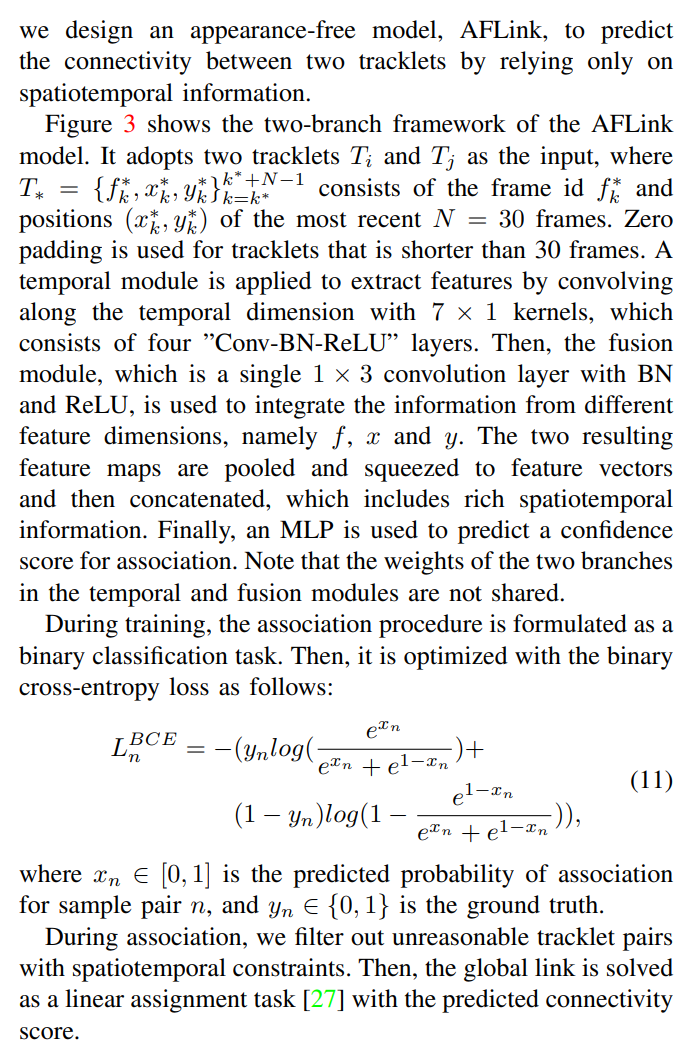 we design an appearance-free model, AFLink, to predict
the connectivity between two tracklets by relying only on
spatiotemporal information.
Figure 3 shows the two-branch framework of the AFLink
model. It adopts two tracklets $T_i$ and $T_j$ as the input, where
$T_* = \{f_k^*, x_k^*, y_k^*\}_{k=k^*}^{k^*+N-1}$ consists of the frame id $f_k^*$ and
positions $(x_k^*, y_k^*)$ of the most recent $N = 30$ frames. Zero
padding is used for tracklets that is shorter than 30 frames. A
temporal module is applied to extract features by convolving
along the temporal dimension with $7 \times 1$ kernels, which
consists of four ”Conv-BN-ReLU” layers. Then, the fusion
module, which is a single $1 \times 3$ convolution layer with BN
and ReLU, is used to integrate the information from different
feature dimensions, namely $f$, $x$ and $y$. The two resulting
feature maps are pooled and squeezed to feature vectors
and then concatenated, which includes rich spatiotemporal
information. Finally, an MLP is used to predict a confidence
score for association. Note that the weights of the two branches
in the temporal and fusion modules are not shared.
During training, the association procedure is formulated as a
binary classification task. Then, it is optimized with the binary
cross-entropy loss as follows:
$L_n^{BCE} = -(y_n log(\frac{e^{x_n}}{e^{x_n} + e^{1-x_n}}) +$
$(1 - y_n)log(1 - \frac{e^{1-x_n}}{e^{x_n} + e^{1-x_n}})),$ (11)
where $x_n \in [0, 1]$ is the predicted probability of association
for sample pair $n$, and $y_n \in \{0, 1\}$ is the ground truth.
During association, we filter out unreasonable tracklet pairs
with spatiotemporal constraints. Then, the global link is solved
as a linear assignment task [27] with the predicted connectivity
score.